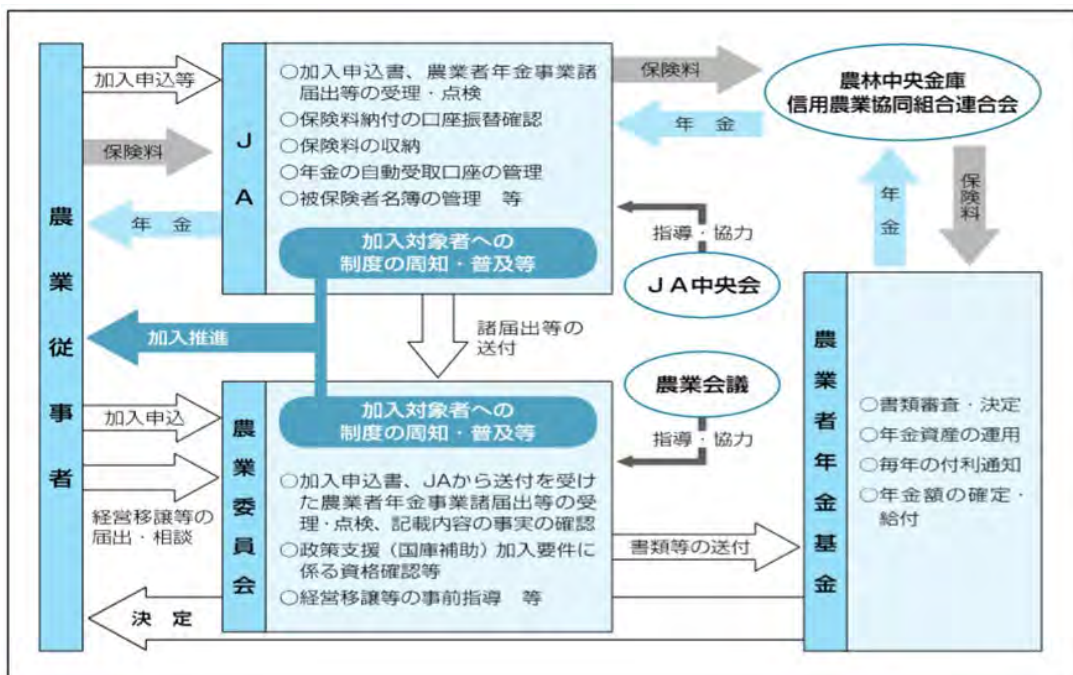 農業従事者
加入申込等
保険料
年　金
ＪＡ
○加入申込書、農業者年金事業諸
届出等の受理・点検
○保険料納付の口座振替確認
○保険料の収納
○年金の自動受取口座の管理
○被保険者名簿の管理　等
加入対象者への
制度の周知・普及等
保険料
年　金
農林中央金庫
信用農業協同組合連合会
年　金
保険料
指導・協力
ＪＡ中央会
加入推進
諸届出等の
送付
農業会議
指導・協力
加入申込
経営移譲等の
届出・相談
農業委員会
加入対象者への
制度の周知・普及等
○加入申込書、JAから送付を受け
た農業者年金事業諸届出等の受
理・点検、記載内容の事実の確認
○政策支援（国庫補助）加入要件に
係る資格確認等
○経営移譲等の事前指導　等
書類等の送付
農業者年金基金
○書類審査・決定
○年金資産の運用
○毎年の付利通知
○年金額の確定・
給付
決　定